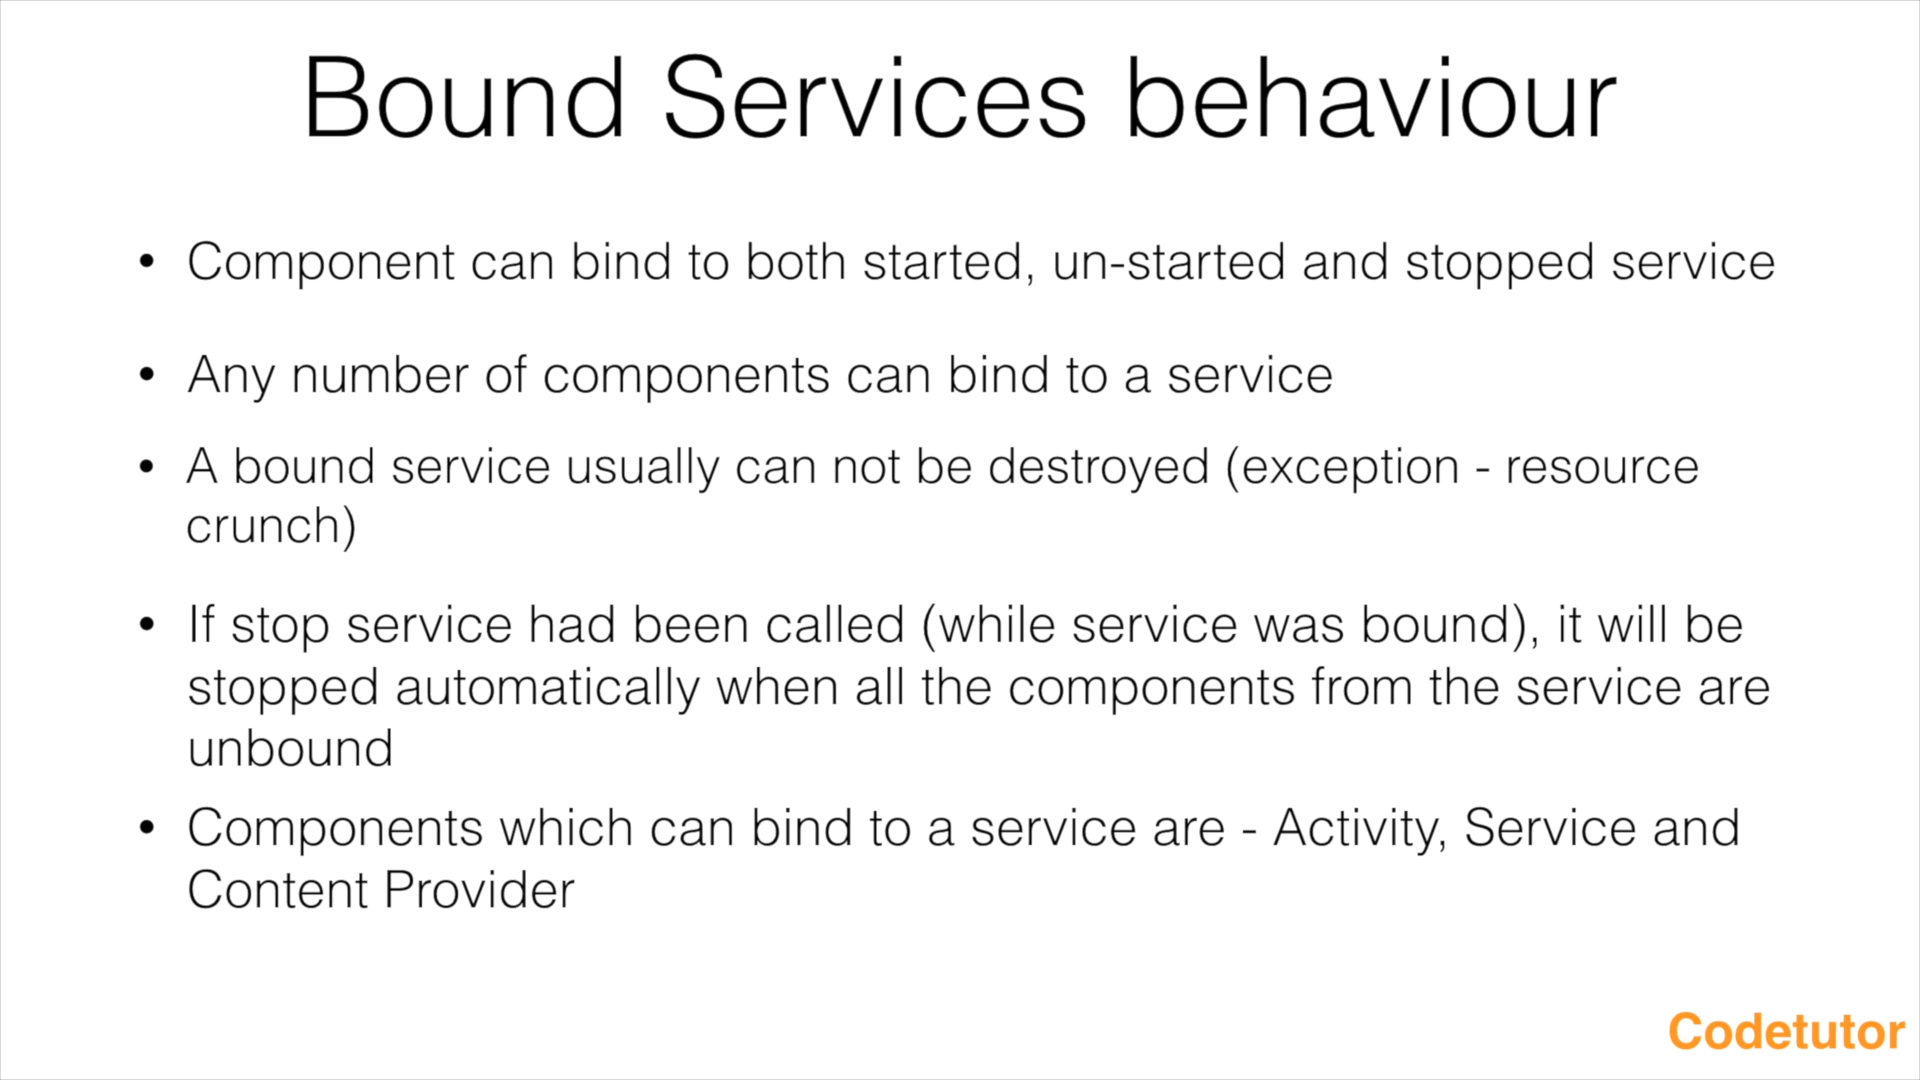 Bound Services behaviour
• Component can bind to both started, un-started and stopped service
• Any number of components can bind to a service
• A bound service usually can not be destroyed (exception - resource
crunch)
• If stop service had been called (while service was bound), it will be
stopped automatically when all the components from the service are
unbound
• Components which can bind to a service are - Activity, Service and
Content Provider
Codetutor